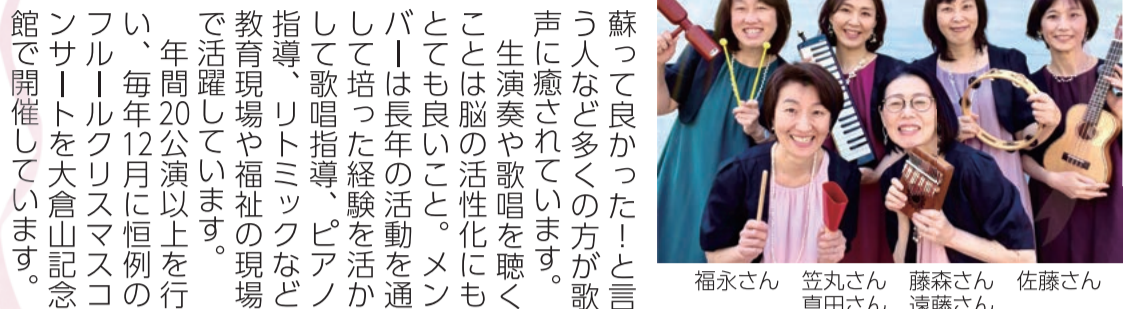 蘇って良かった！と言
う人など多くの方が歌
声に癒されています。
　生演奏や歌唱を聴く
ことは脳の活性化にも
とても良いこと。メン
バーは長年の活動を通
して培った経験を活か
して歌唱指導、ピアノ
指導、リトミックなど
教育現場や福祉の現場
で活躍しています。
　年間20公演以上を行
い、毎年12月に恒例の
フルールクリスマスコ
ンサートを大倉山記念
館で開催しています。
福永さん　笠丸さん　藤森さん　佐藤さん
真田さん　遠藤さん